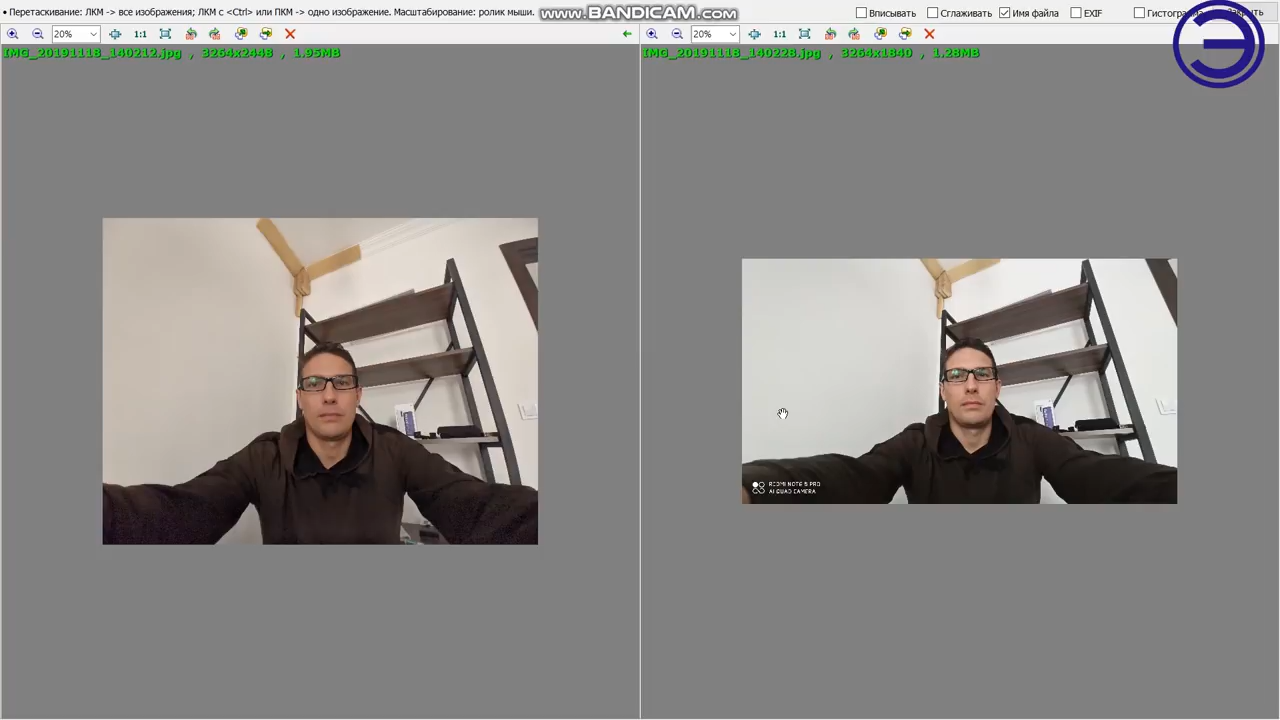 • Перетаскивание: ЛКМ -> все изображения; ЛКМ с <Ctrl> или ПКМ -> одно изображение. Масштабирование: ролик мыши.
www.BANDICAM.com
Вписывать
Сглаживать
Имя файла
EXIF
20%
1:1
20%
1:1
IMG_20191118_140212.jpg , 3264x2448 , 1.95MB
IMG_20191118_140228.jpg , 3264x1840 , 1.28MB
Э
REDMI NOTE 8 PRO
AI QUAD CAMERA